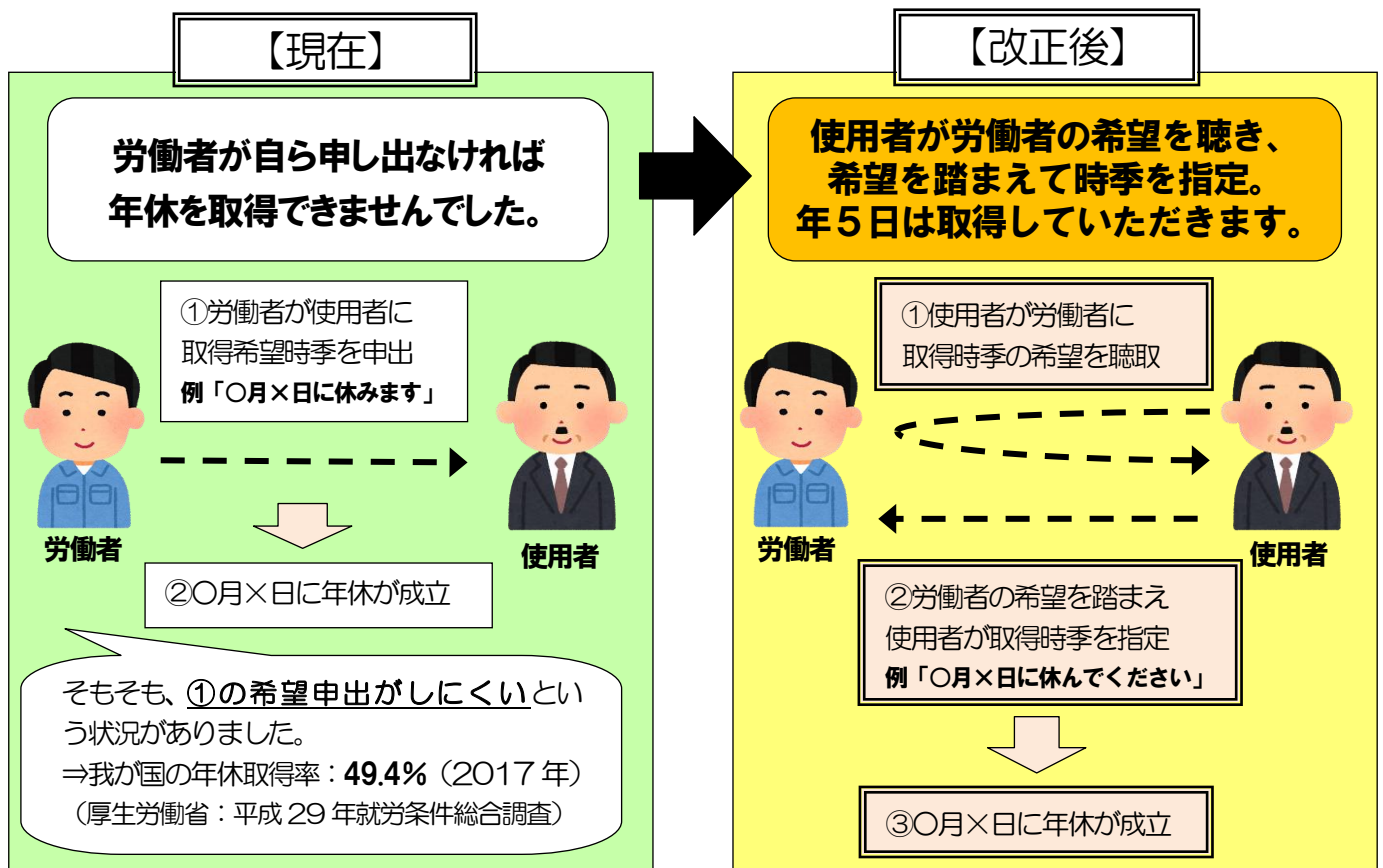 【現在】
労働者が自ら申し出なければ
年休を取得できませんでした。
①労働者が使用者に
取得希望時季を申出
例「○月×日に休みます」
労働者
使用者
②○月×日に年休が成立
そもそも、①の希望申出がしにくいとい
う状況がありました。
⇒我が国の年休取得率：49.4%（2017年）
（厚生労働省：平成29年就労条件総合調査）
【改正後】
使用者が労働者の希望を聴き、
希望を踏まえて時季を指定。
年５日は取得していただきます。
①使用者が労働者に
取得時季の希望を聴取
労働者
使用者
②労働者の希望を踏まえ
使用者が取得時季を指定
例「○月×日に休んでください」
③○月×日に年休が成立